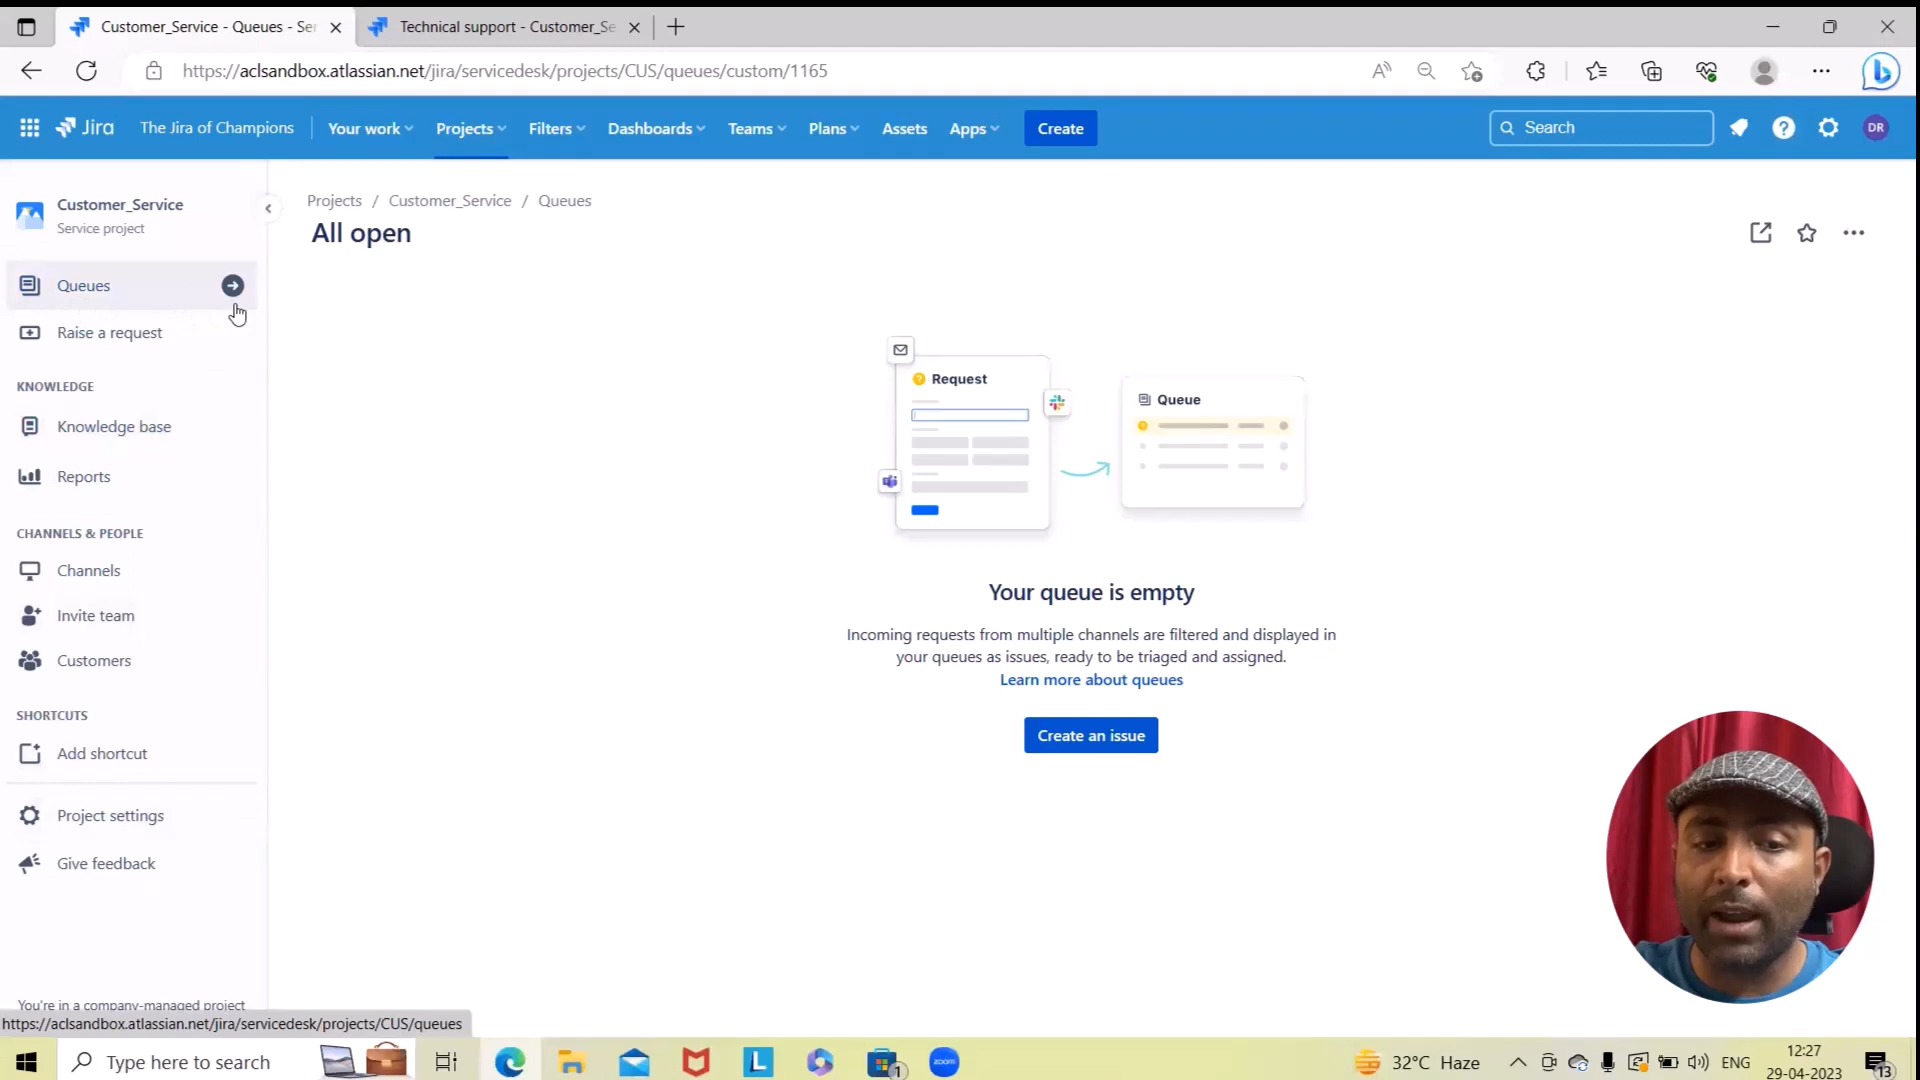 Customer_Service - Queues - Ser
Technical support - Customer_Se
https://aclsandbox.atlassian.net/jira/servicedesk/projects/CUS/queues/custom/1165
Jira
The Jira of Champions
Your work
Projects
Filters
Dashboards
Teams
Plans
Assets
Apps
Create
Search
DR
Customer_Service
Service project
Queues
Raise a request
KNOWLEDGE
Knowledge base
Reports
CHANNELS & PEOPLE
Channels
Invite team
Customers
SHORTCUTS
Add shortcut
Project settings
Give feedback
You're in a company-managed project
https://aclsandbox.atlassian.net/jira/servicedesk/projects/CUS/queues
Projects / Customer_Service / Queues
All open
Request
Queue
Your queue is empty
Incoming requests from multiple channels are filtered and displayed in
your queues as issues, ready to be triaged and assigned.
Learn more about queues
Create an issue
Type here to search
L
1
zoom
32°C Haze
ENG
12:27
29-04-2023
13